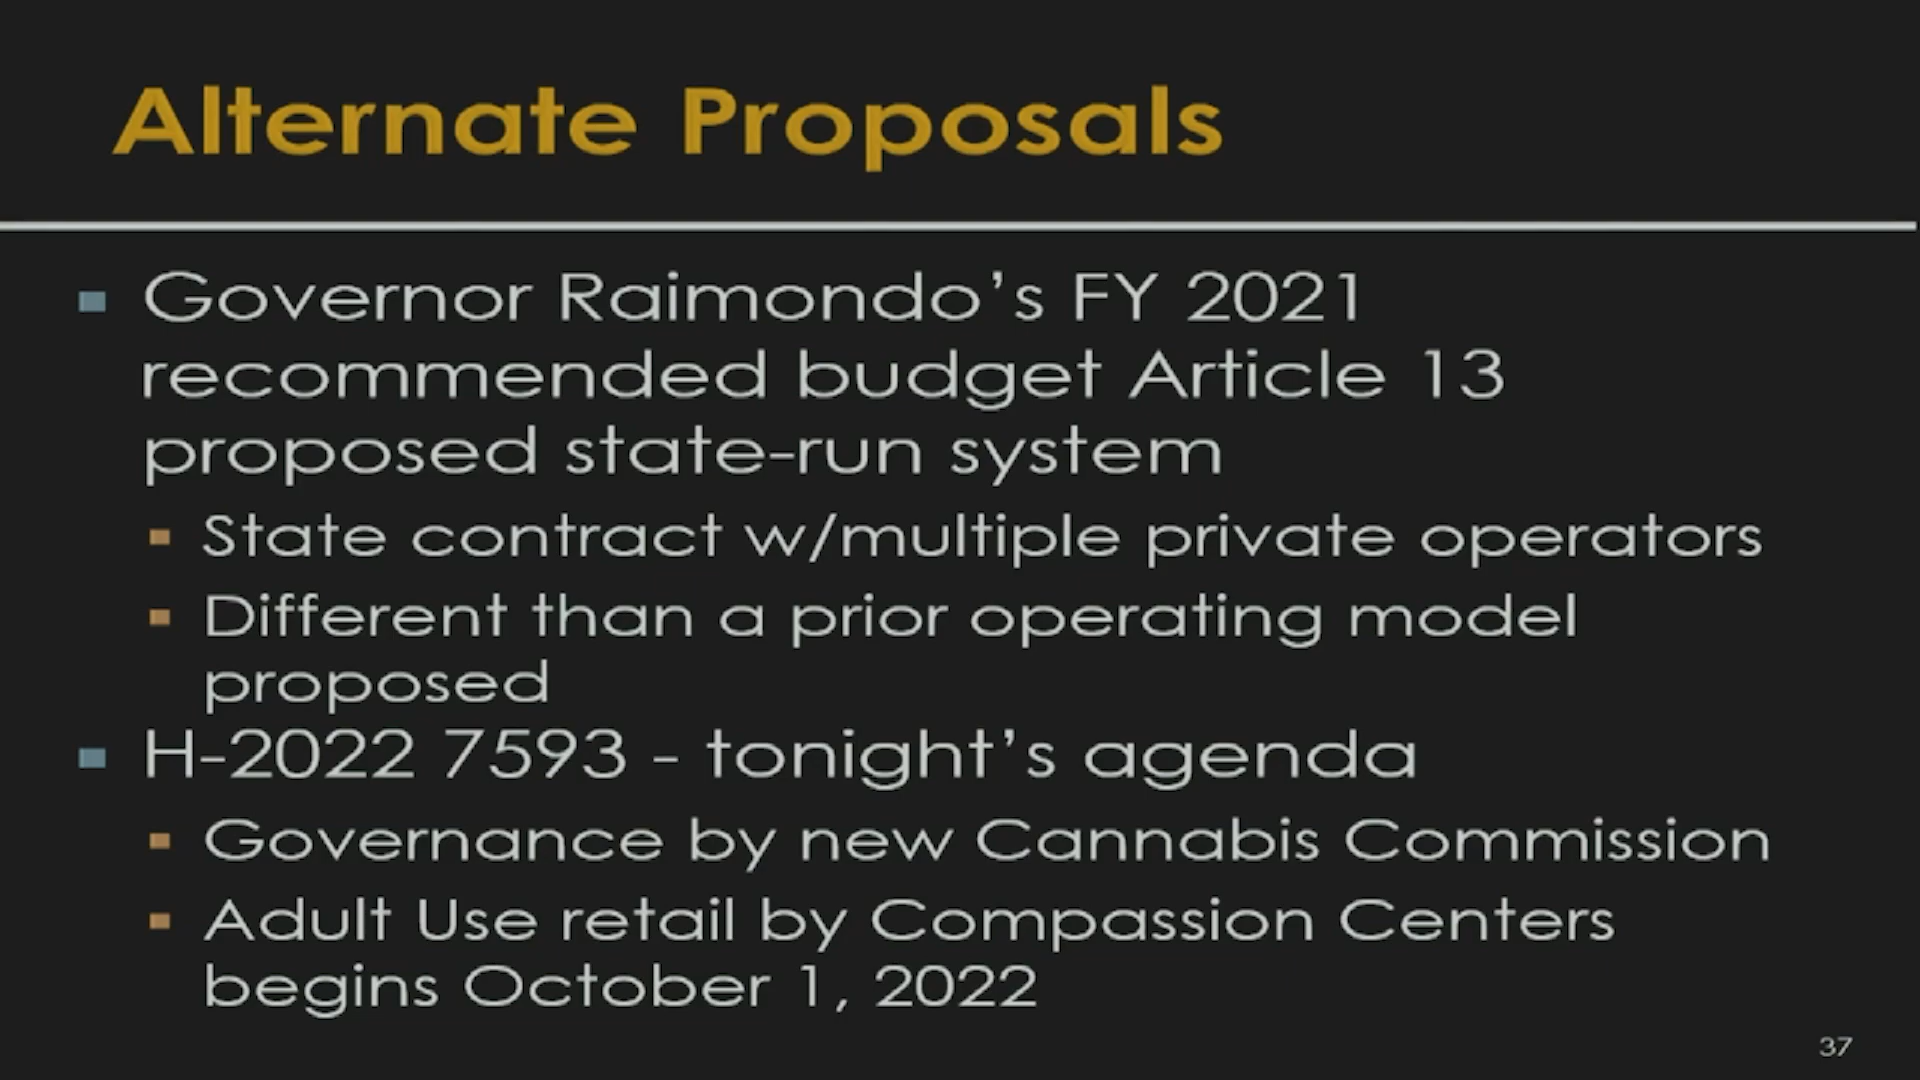 Alternate Proposals
Governor Raimondo's FY 2021
recommended budget Article 13
proposed state-run system
State contract w/multiple private operators
Different than a prior operating model
proposed
H-2022 7593 - tonight's agenda
Governance by new Cannabis Commission
Adult Use retail by Compassion Centers
begins October 1, 2022
37